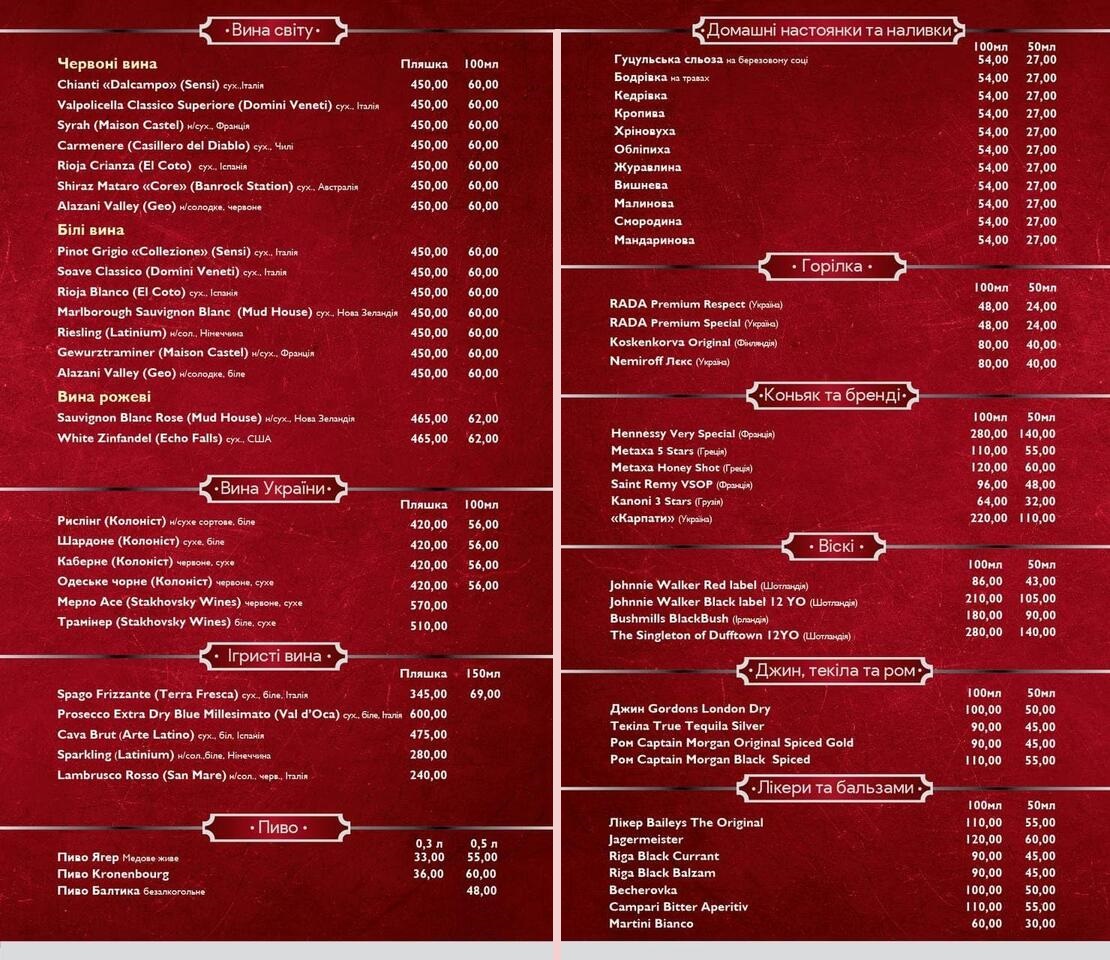 Вина світу
Червоні вина Пляшка 100мл
Chianti «Dalcampo» (Sensi) сух.,Італія 450,00 60,00
Valpolicella Classico Superiore (Domini Veneti) сух., Італія 450,00 60,00
Syrah (Maison Castel) н/сух., Франція 450,00 60,00
Carmenere (Casillero del Diablo) сух., Чилі 450,00 60,00
Rioja Crianza (El Coto) сух., Іспанія 450,00 60,00
Shiraz Mataro «Core» (Banrock Station) сух., Австралія 450,00 60,00
Alazani Valley (Geo) н/солодке, червоне 450,00 60,00
Білі вина
Pinot Grigio «Collezione» (Sensi) сух., Італія 450,00 60,00
Soave Classico (Domini Veneti) сух., Італія 450,00 60,00
Rioja Blanco (El Coto) сух., Іспанія 450,00 60,00
Marlborough Sauvignon Blanc (Mud House) сух., Нова Зеландія 450,00 60,00
Riesling (Latinium) н/сол., Німеччина 450,00 60,00
Gewurztraminer (Maison Castel) н/сух., Франція 450,00 60,00
Alazani Valley (Geo) н/солодке, біле 450,00 60,00
Вина рожеві
Sauvignon Blanc Rose (Mud House) н/сух., Нова Зеландія 465,00 62,00
White Zinfandel (Echo Falls) сух., США 465,00 62,00
Вина України
Пляшка 100мл
Рислінг (Колоніст) н/сухе сортове, біле 420,00 56,00
Шардоне (Колоніст) сухе, біле 420,00 56,00
Каберне (Колоніст) червоне, сухе 420,00 56,00
Одеське чорне (Колоніст) червоне, сухе 420,00 56,00
Мерло Ace (Stakhovsky Wines) червоне, сухе 570,00
Трамінер (Stakhovsky Wines) біле, сухе 510,00
Ігристі вина
Пляшка 150мл
Spago Frizzante (Terra Fresca) сух., біле, Італія 345,00 69,00
Prosecco Extra Dry Blue Millesimato (Val d'Oca) сух., біле, Італія 600,00
Cava Brut (Arte Latino) сух., біл, Іспанія 475,00
Sparkling (Latinium) н/сол.,біле, Німеччина 280,00
Lambrusco Rosso (San Mare) н/сол., черв., Італія 240,00
Пиво
0,3 л 0,5 л
Пиво Ягер Медове живе 33,00 55,00
Пиво Kronenbourg 36,00 60,00
Пиво Балтика безалкогольне 48,00
Домашні настоянки та наливки
100мл 50мл
Гуцульська сльоза на березовому соці 54,00 27,00
Бодрівка на травах 54,00 27,00
Кедрівка 54,00 27,00
Кропива 54,00 27,00
Хріновуха 54,00 27,00
Обліпиха 54,00 27,00
Журавлина 54,00 27,00
Вишнева 54,00 27,00
Малинова 54,00 27,00
Смородина 54,00 27,00
Мандаринова 54,00 27,00
Горілка
100мл 50мл
RADA Premium Respect (Україна) 48,00 24,00
RADA Premium Special (Україна) 48,00 24,00
Koskenkorva Original (Фінляндія) 80,00 40,00
Nemiroff Лєкс (Україна) 80,00 40,00
Коньяк та бренді
100мл 50мл
Hennessy Very Special (Франція) 280,00 140,00
Metaxa 5 Stars (Греція) 110,00 55,00
Metaxa Honey Shot (Греція) 120,00 60,00
Saint Remy VSOP (Франція) 96,00 48,00
Kanoni 3 Stars (Грузія) 64,00 32,00
«Карпати» (Україна) 220,00 110,00
Віскі
100мл 50мл
Johnnie Walker Red label (Шотландія) 86,00 43,00
Johnnie Walker Black label 12 YO (Шотландія) 210,00 105,00
Bushmills BlackBush (Ірландія) 180,00 90,00
The Singleton of Dufftown 12YO (Шотландія) 280,00 140,00
Джин, текіла та ром
100мл 50мл
Джин Gordons London Dry 100,00 50,00
Текіла True Tequila Silver 90,00 45,00
Ром Captain Morgan Original Spiced Gold 90,00 45,00
Ром Captain Morgan Black Spiced 110,00 55,00
Лікери та бальзами
100мл 50мл
Лікер Baileys The Original 110,00 55,00
Jagermeister 120,00 60,00
Riga Black Currant 90,00 45,00
Riga Black Balzam 90,00 45,00
Becherovka 100,00 50,00
Campari Bitter Aperitiv 110,00 55,00
Martini Bianco 60,00 30,00